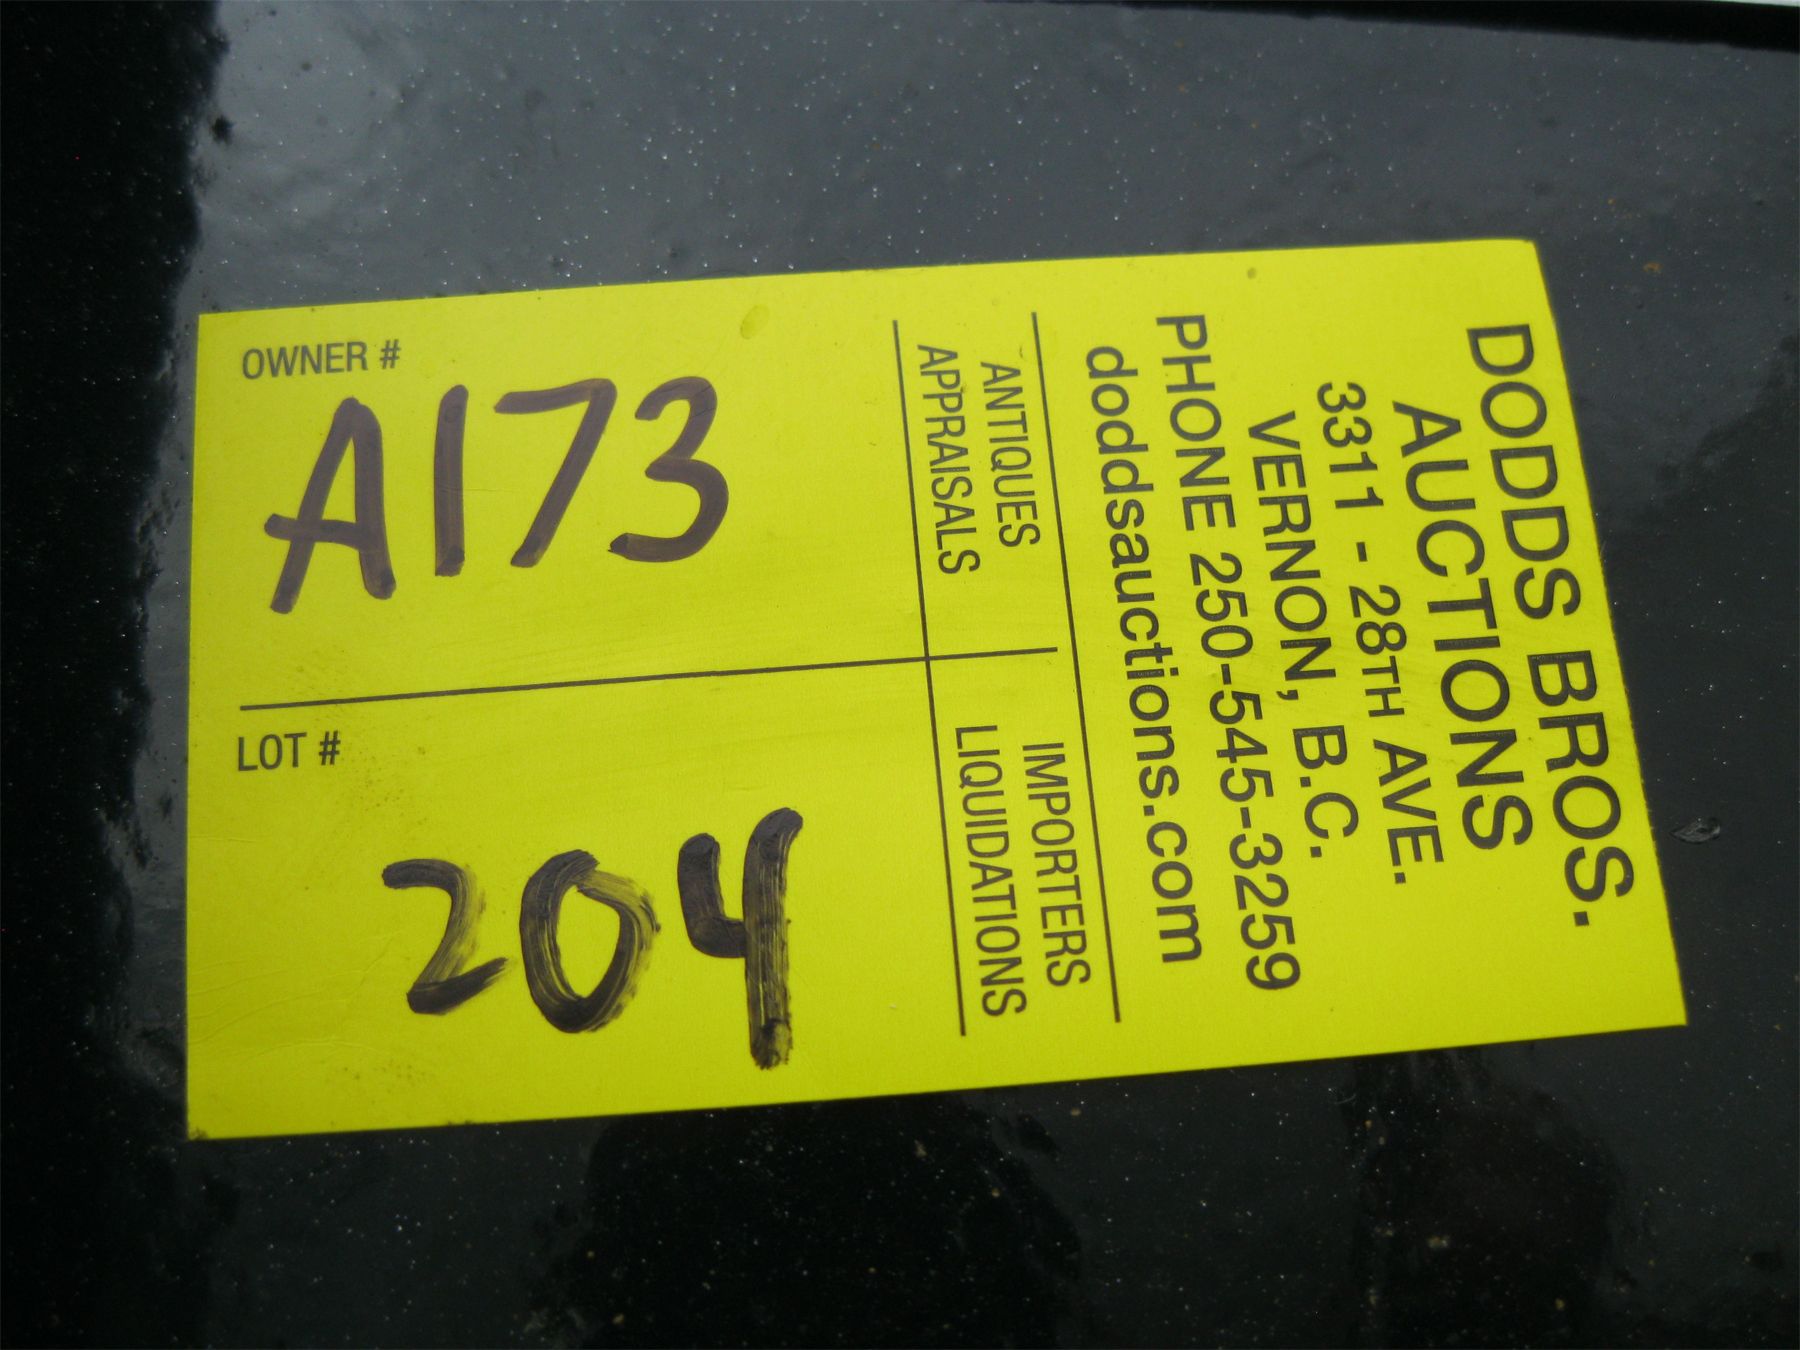 DODDS BROS.
AUCTIONS
3311 - 28TH AVE.
VERNON, B.C.
PHONE 250-545-3259
doddsauctions.com
ANTIQUES
APPRAISALS
IMPORTERS
LIQUIDATIONS
OWNER #
A173
LOT #
204